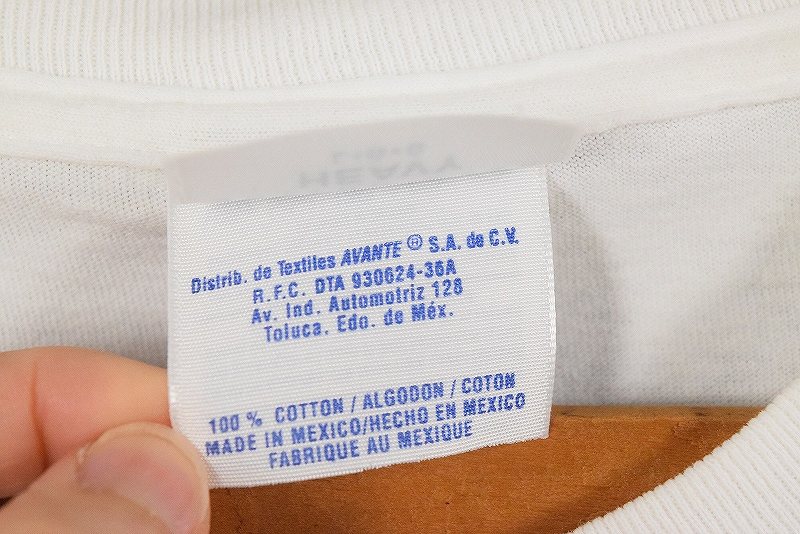 HEAVY
Distrib. de Textiles AVANTE ® S.A. de C.V.
R.F.C. DTA 930624-36A
Av. Ind. Automotriz 128
Toluca. Edo. de Méx.
100 % COTTON / ALGODON / COTON
MADE IN MEXICO/HECHO EN MEXICO
FABRIQUE AU MEXIQUE